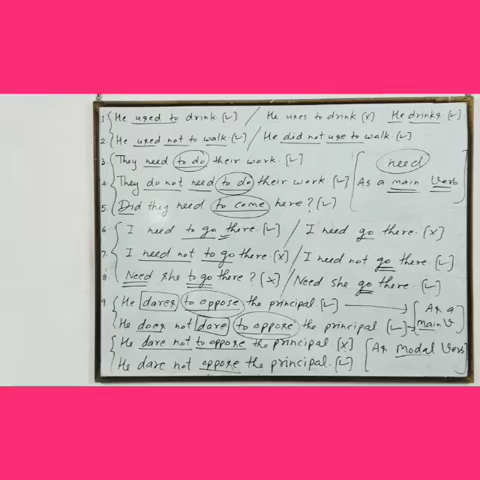 1. He used to drink [✓] / He uses to drink [x] He drinks [✓]
2. He used not to walk [✓] / He did not use to walk [✓]
3. They need to do their work. [✓] need
4. They do not need to do their work [✓] As a main verb
5. Did they need to come here? [✓]
6. I need to go there. [✓] / I need go there. [x]
7. I need not to go there [x] / I need not go there [✓]
8. Need she to go there? [x] / Need she go there [✓]
9. He dares to oppose the principal [✓] → As a
He does not dare to oppose the principal [✓] → main V
He dare not to oppose the principal [x] As Modal Verb
He dare not oppose the principal. [✓]